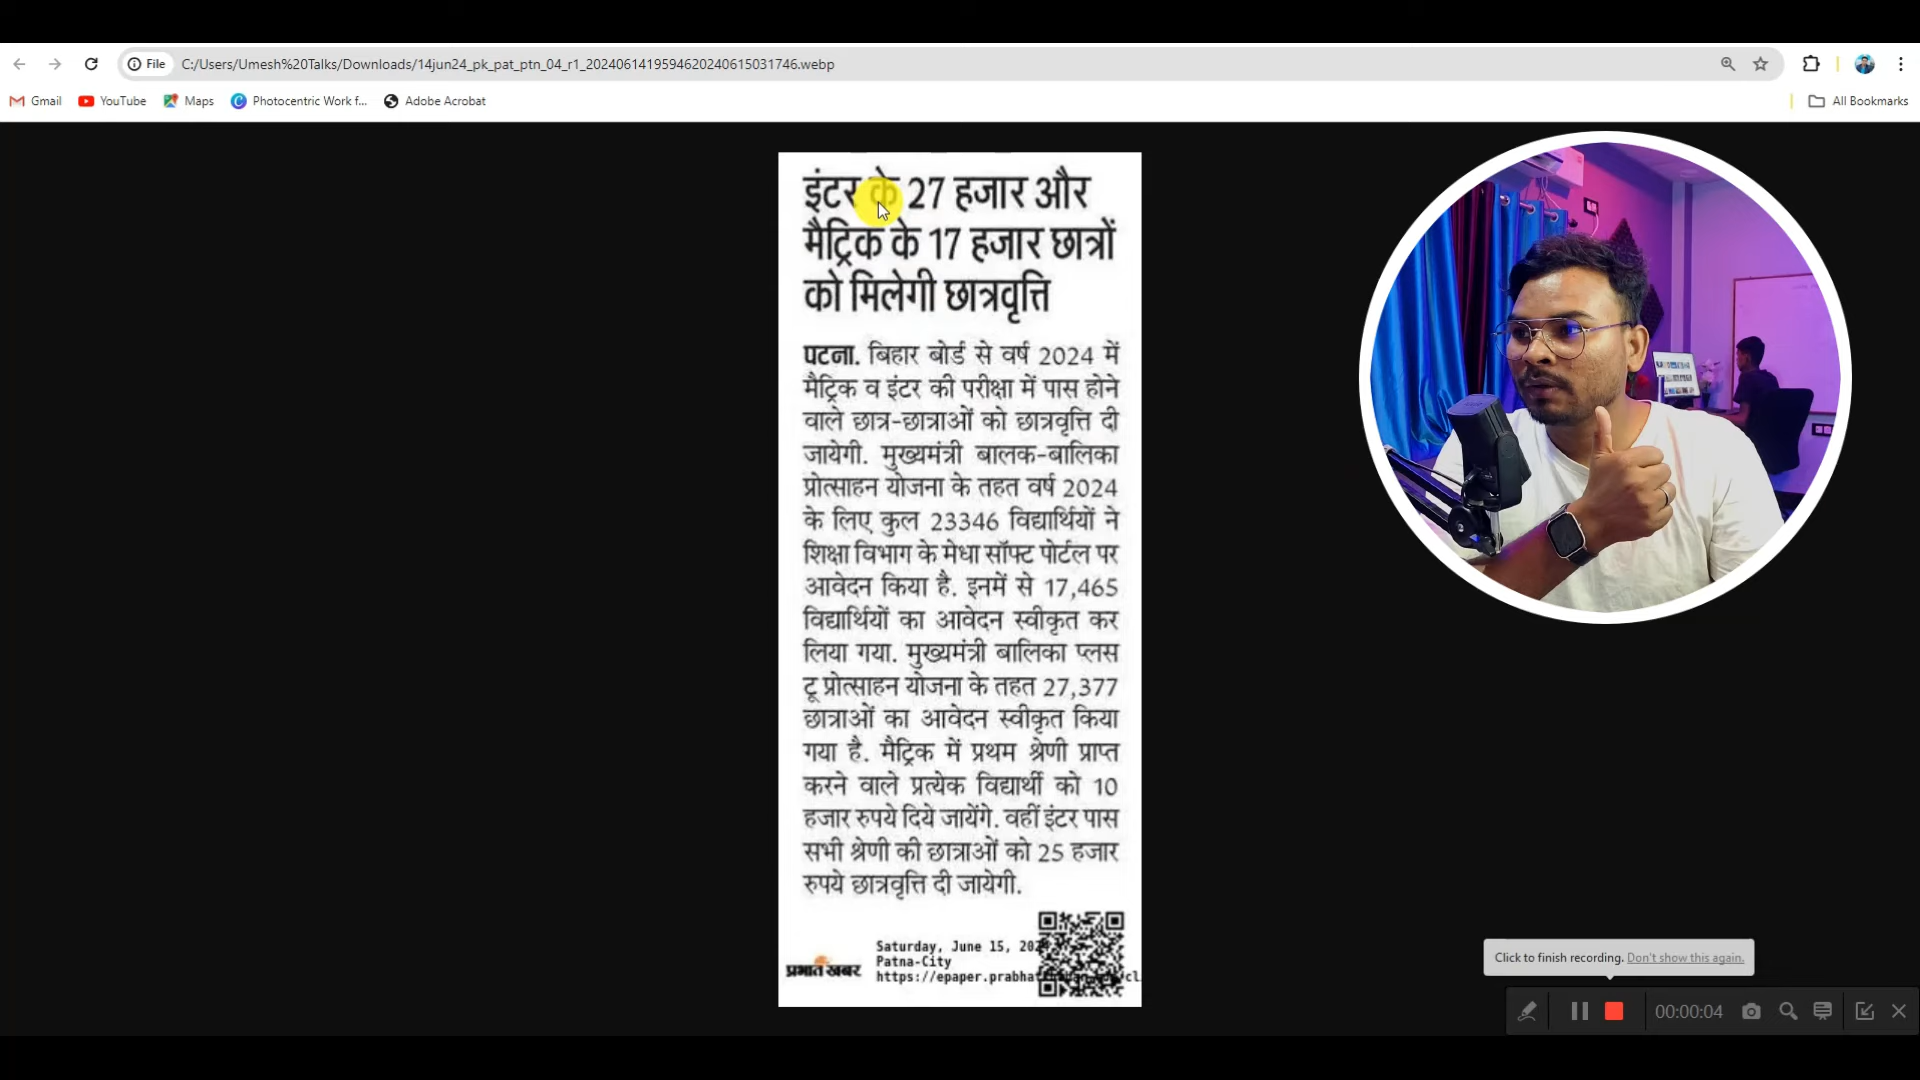 File
C:/Users/Umesh%20Talks/Downloads/14jun24_pk_pat_ptn_04_r1_2024061419594620240615031746.webp
Gmail
YouTube
Maps
Photocentric Work f...
Adobe Acrobat
All Bookmarks
इंटर के 27 हजार और
मैट्रिक के 17 हजार छात्रों
को मिलेगी छात्रवृत्ति
पटना. बिहार बोर्ड से वर्ष 2024 में
मैट्रिक व इंटर की परीक्षा में पास होने
वाले छात्र-छात्राओं को छात्रवृत्ति दी
जायेगी. मुख्यमंत्री बालक-बालिका
प्रोत्साहन योजना के तहत वर्ष 2024
के लिए कुल 23346 विद्यार्थियों ने
शिक्षा विभाग के मेधा सॉफ्ट पोर्टल पर
आवेदन किया है. इनमें से 17,465
विद्यार्थियों का आवेदन स्वीकृत कर
लिया गया. मुख्यमंत्री बालिका प्लस
टू प्रोत्साहन योजना के तहत 27,377
छात्राओं का आवेदन स्वीकृत किया
गया है. मैट्रिक में प्रथम श्रेणी प्राप्त
करने वाले प्रत्येक विद्यार्थी को 10
हजार रुपये दिये जायेंगे. वहीं इंटर पास
सभी श्रेणी की छात्राओं को 25 हजार
रुपये छात्रवृत्ति दी जायेगी.
प्रभात खबर
Saturday, June 15,
Patna-City
Click to finish recording. Don't show this again.
00:00:04